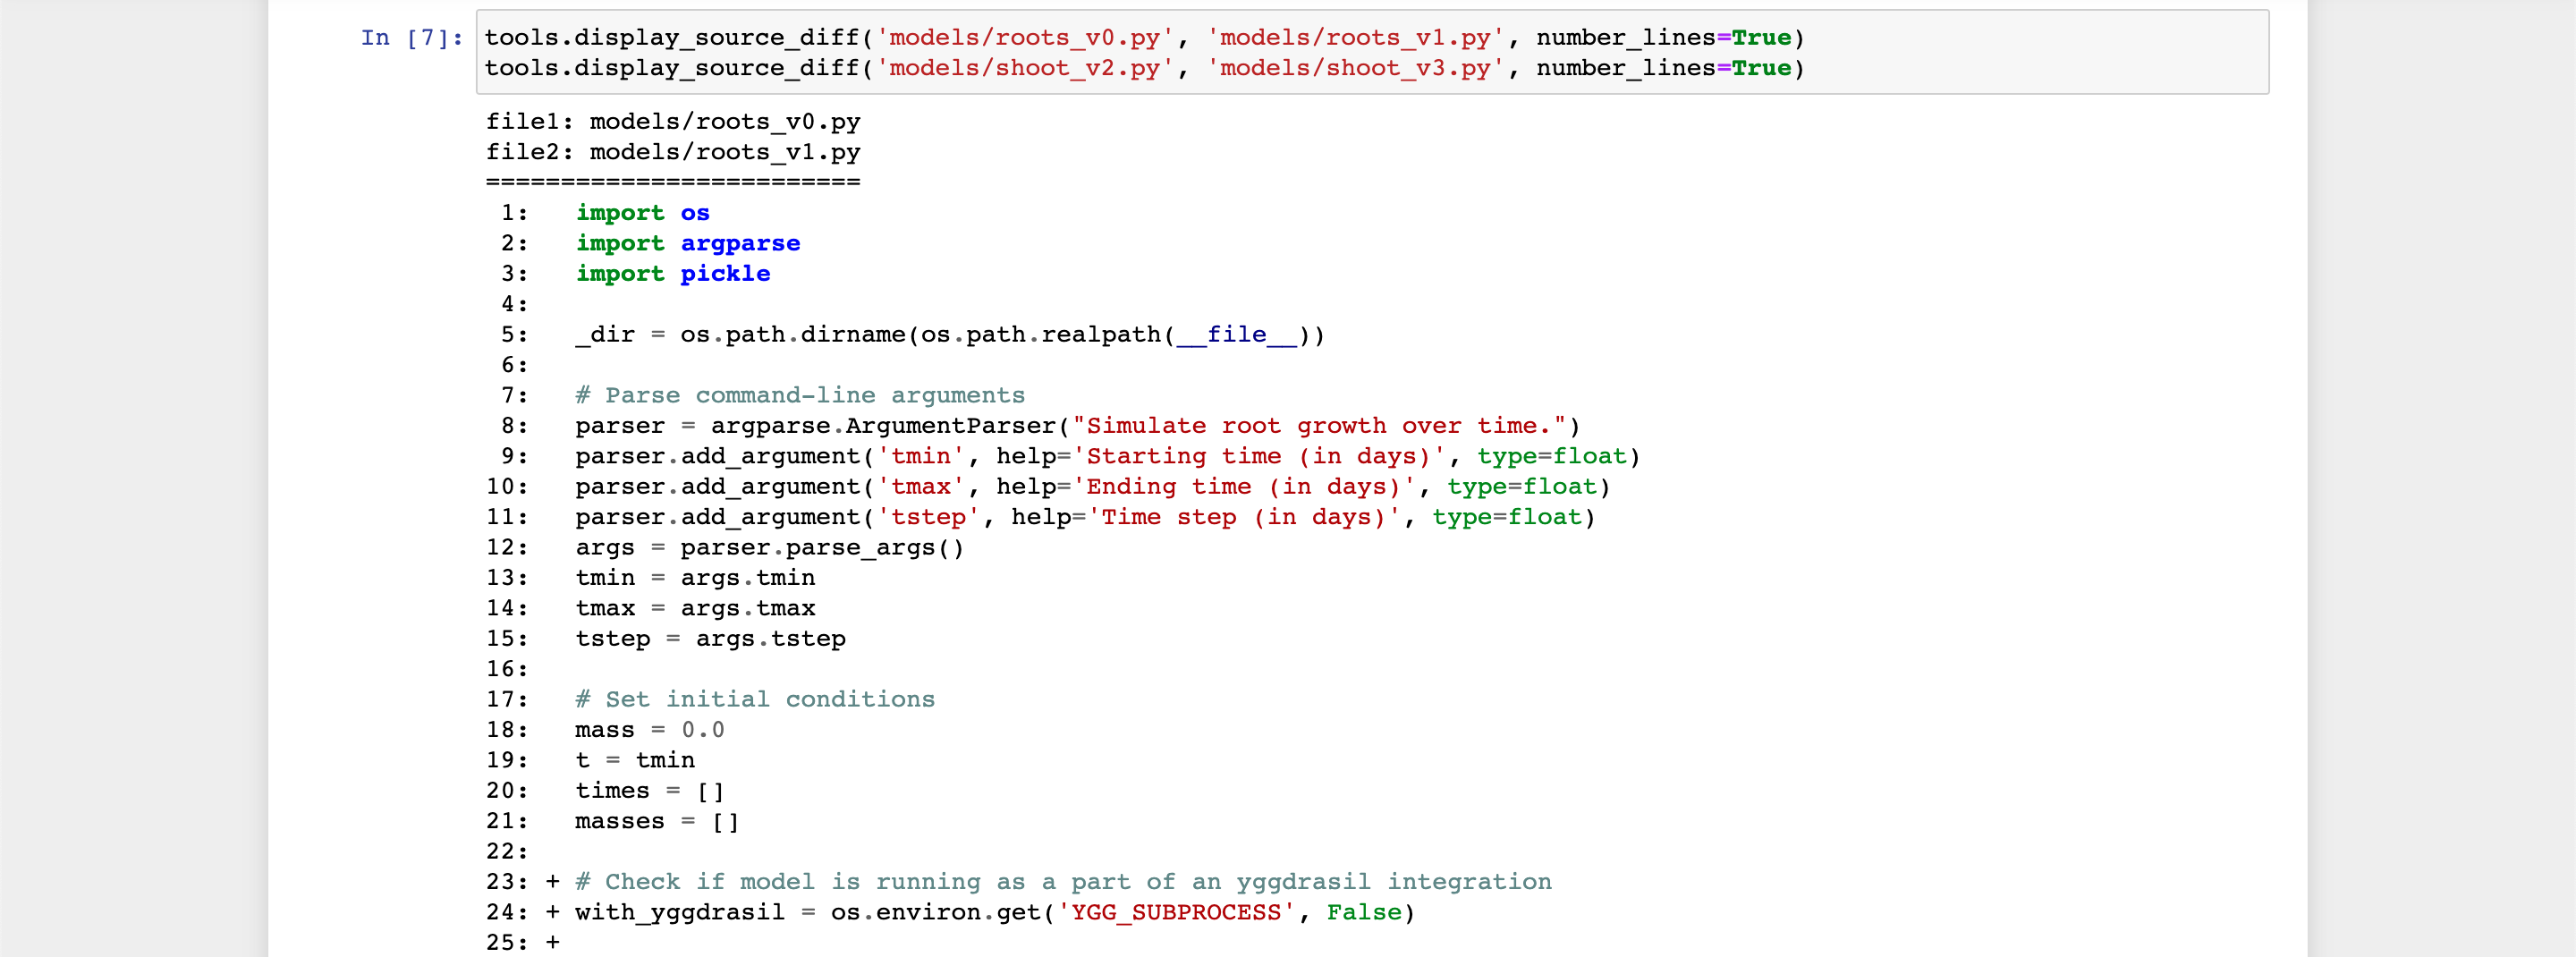 In [7]: tools.display_source_diff('models/roots_v0.py', 'models/roots_v1.py', number_lines=True)
tools.display_source_diff('models/shoot_v2.py', 'models/shoot_v3.py', number_lines=True)
file1: models/roots_v0.py
file2: models/roots_v1.py
=========================
1: import os
2: import argparse
3: import pickle
4:
5: _dir = os.path.dirname(os.path.realpath(__file__))
6:
7: # Parse command-line arguments
8: parser = argparse.ArgumentParser("Simulate root growth over time.")
9: parser.add_argument('tmin', help='Starting time (in days)', type=float)
10: parser.add_argument('tmax', help='Ending time (in days)', type=float)
11: parser.add_argument('tstep', help='Time step (in days)', type=float)
12: args = parser.parse_args()
13: tmin = args.tmin
14: tmax = args.tmax
15: tstep = args.tstep
16:
17: # Set initial conditions
18: mass = 0.0
19: t = tmin
20: times = []
21: masses = []
22:
23: + # Check if model is running as a part of an yggdrasil integration
24: + with_yggdrasil = os.environ.get('YGG_SUBPROCESS', False)
25: +